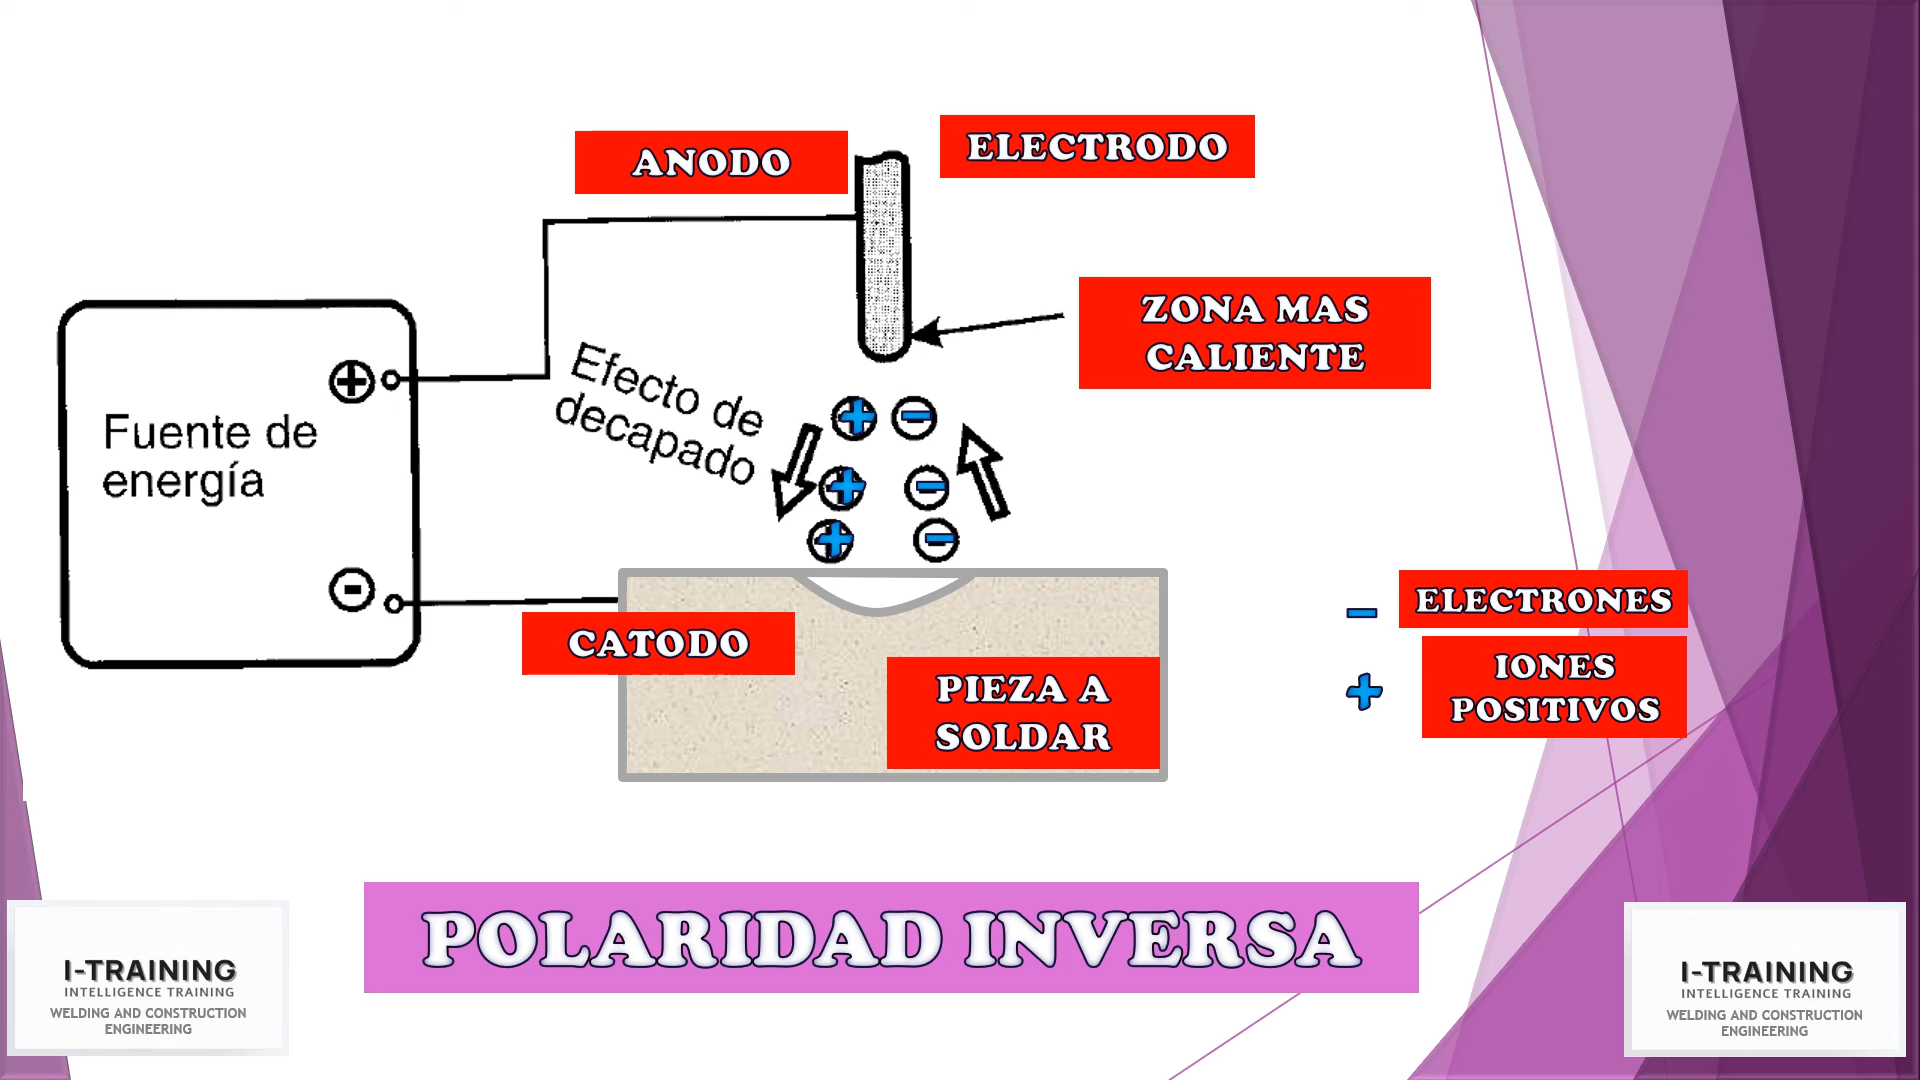 ANODO
ELECTRODO
ZONA MAS
CALIENTE
Efecto de
decapado
+
-
+
-
+
-
+
Fuente de
energía
-
CATODO
PIEZA A
SOLDAR
- ELECTRONES
+ IONES
POSITIVOS
POLARIDAD INVERSA
I-TRAINING
INTELLIGENCE TRAINING
WELDING AND CONSTRUCTION
ENGINEERING
I-TRAINING
INTELLIGENCE TRAINING
WELDING AND CONSTRUCTION
ENGINEERING